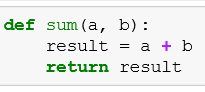 def sum(a, b):
    result = a + b
    return result